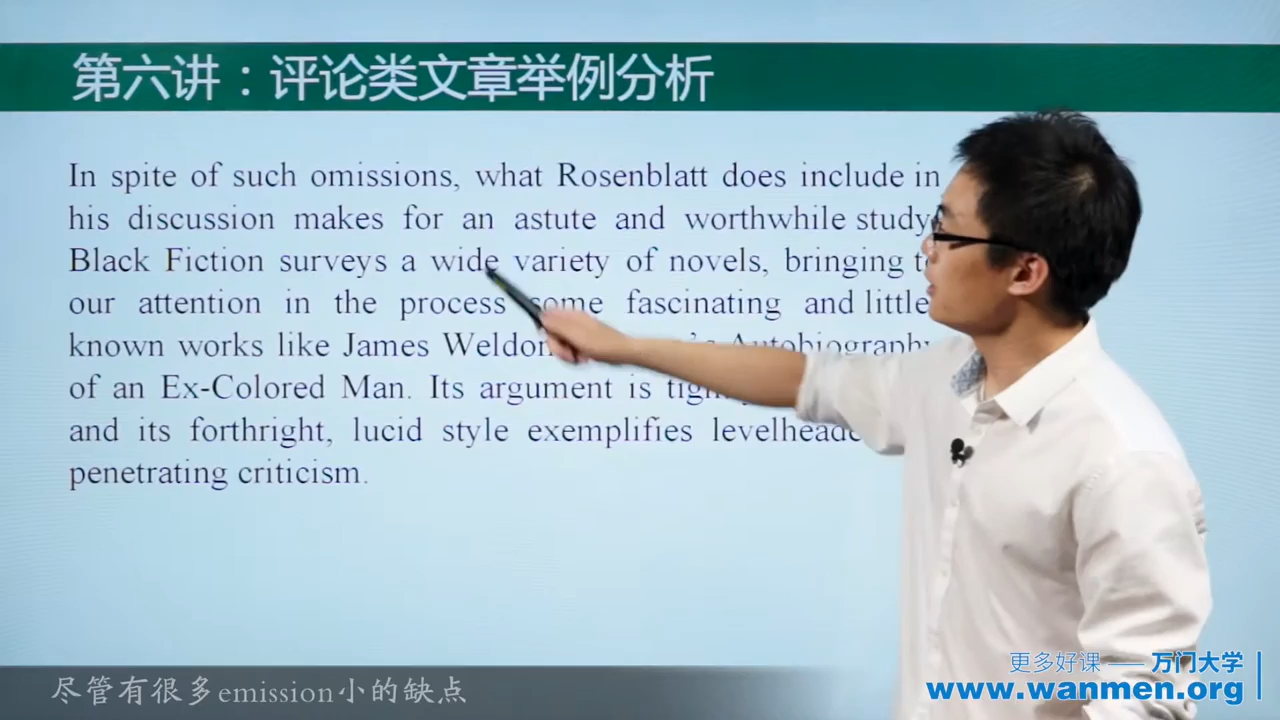 第六讲：评论类文章举例分析
In spite of such omissions, what Rosenblatt does include in
his discussion makes for an astute and worthwhile study
Black Fiction surveys a wide variety of novels, bringing
our attention in the process some fascinating and little
known works like James Weldon Autobiography
of an Ex-Colored Man. Its argument is
and its forthright, lucid style exemplifies
penetrating criticism.
尽管有很多emission小的缺点
更多好课 —— 万门大学
www.wanmen.org